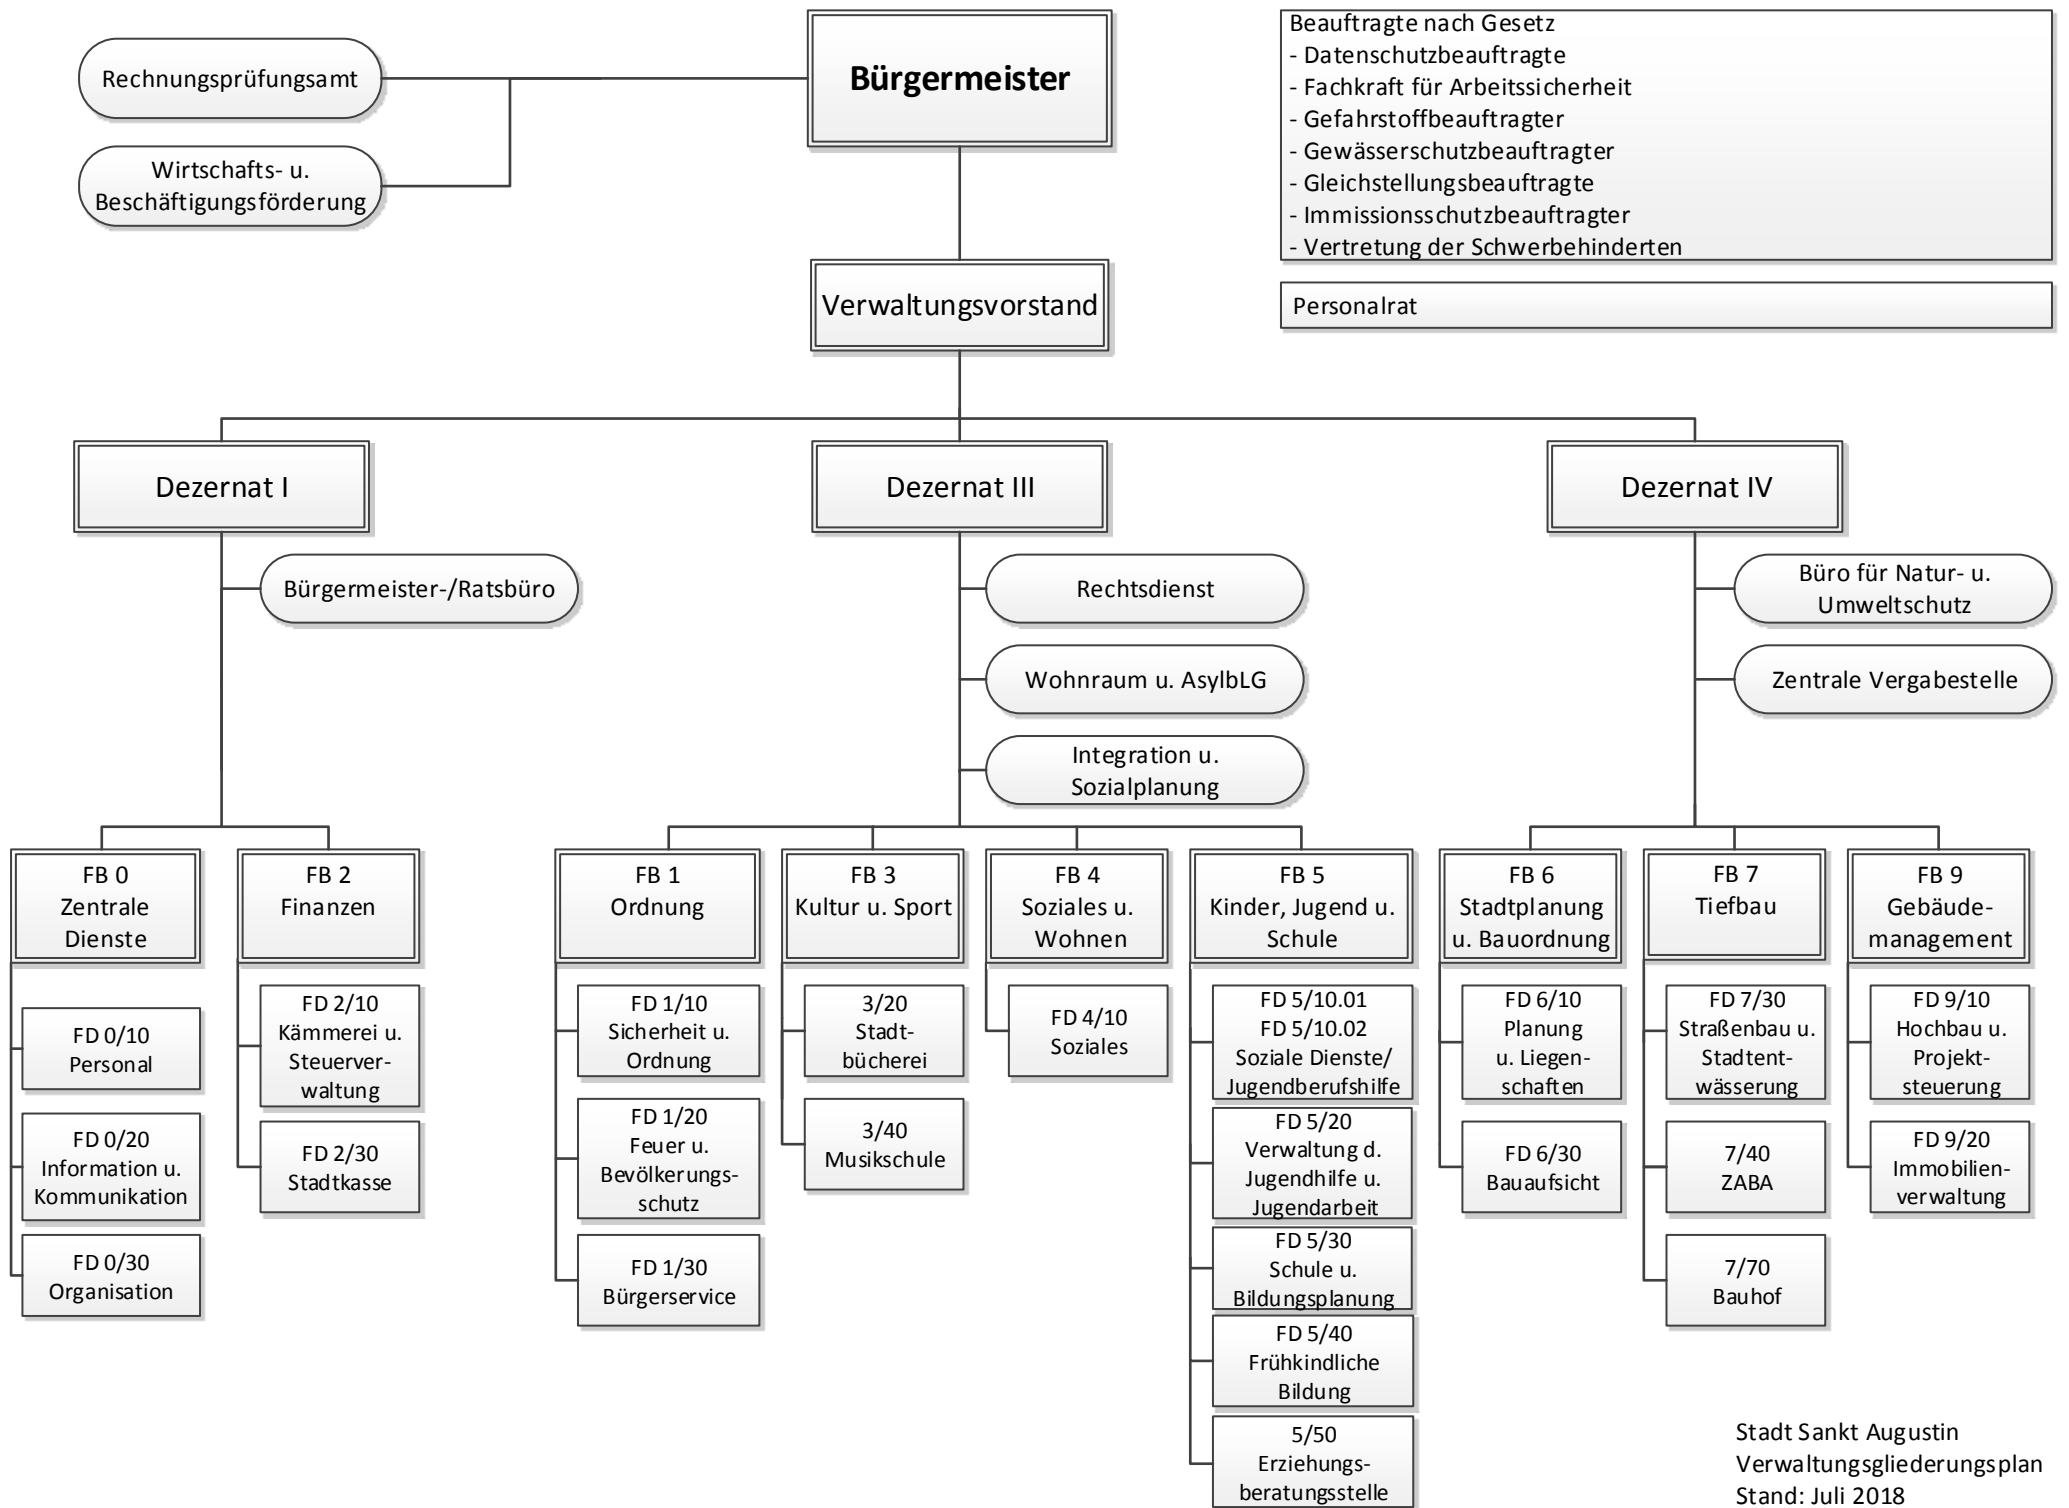 Rechnungsprüfungsamt
Wirtschafts- u.
Beschäftigungsförderung
Bürgermeister
Beauftragte nach Gesetz
- Datenschutzbeauftragte
- Fachkraft für Arbeitssicherheit
- Gefahrstoffbeauftragter
- Gewässerschutzbeauftragter
- Gleichstellungsbeauftragte
- Immissionsschutzbeauftragter
- Vertretung der Schwerbehinderten
Verwaltungsvorstand
Personalrat
Dezernat I
Dezernat III
Dezernat IV
Bürgermeister-/Ratsbüro
Rechtsdienst
Wohnraum u. AsylbLG
Integration u.
Sozialplanung
Büro für Natur- u.
Umweltschutz
Zentrale Vergabestelle
FB 0
Zentrale
Dienste
FD 0/10
Personal
FD 0/20
Information u.
Kommunikation
FD 0/30
Organisation
FB 2
Finanzen
FD 2/10
Kämmerei u.
Steuerver-
waltung
FD 2/30
Stadtkasse
FB 1
Ordnung
FD 1/10
Sicherheit u.
Ordnung
FD 1/20
Feuer u.
Bevölkerungs-
schutz
FD 1/30
Bürgerservice
FB 3
Kultur u. Sport
3/20
Stadt-
bücherei
3/40
Musikschule
FB 4
Soziales u.
Wohnen
FD 4/10
Soziales
FB 5
Kinder, Jugend u.
Schule
FD 5/10.01
FD 5/10.02
Soziale Dienste/
Jugendberufshilfe
FD 5/20
Verwaltung d.
Jugendhilfe u.
Jugendarbeit
FD 5/30
Schule u.
Bildungsplanung
FD 5/40
Frühkindliche
Bildung
5/50
Erziehungs-
beratungsstelle
FB 6
Stadtplanung
u. Bauordnung
FD 6/10
Planung
u. Liegen-
schaften
FD 6/30
Bauaufsicht
FB 7
Tiefbau
FD 7/30
Straßenbau u.
Stadtent-
wässerung
7/40
ZABA
7/70
Bauhof
FB 9
Gebäude-
management
FD 9/10
Hochbau u.
Projekt-
steuerung
FD 9/20
Immobilien-
verwaltung
Stadt Sankt Augustin
Verwaltungsgliederungsplan
Stand: Juli 2018